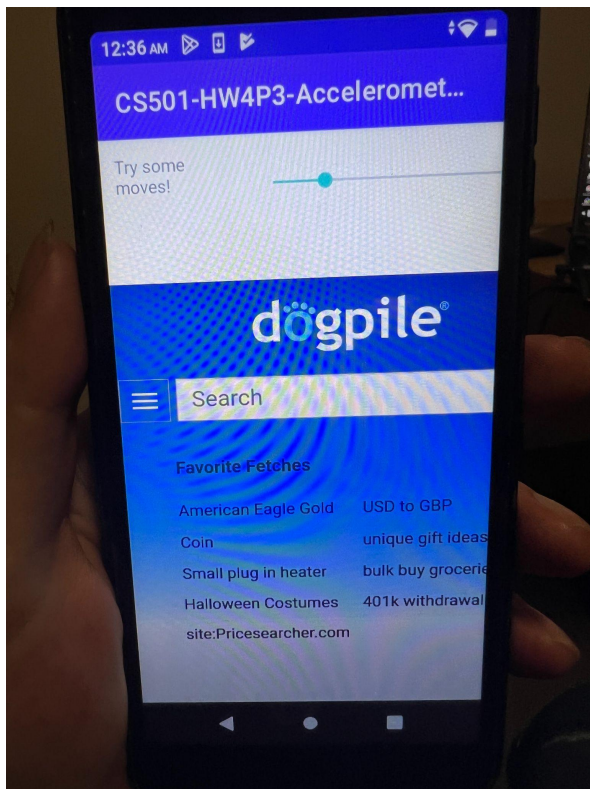 12:36 AM
CS501-HW4P3-Acceleromet...
Try some
moves!
dogpile®
Search
Favorite Fetches
American Eagle Gold USD to GBP
Coin unique gift ideas
Small plug in heater bulk buy grocerie
Halloween Costumes 401k withdrawal
site:Pricesearcher.com